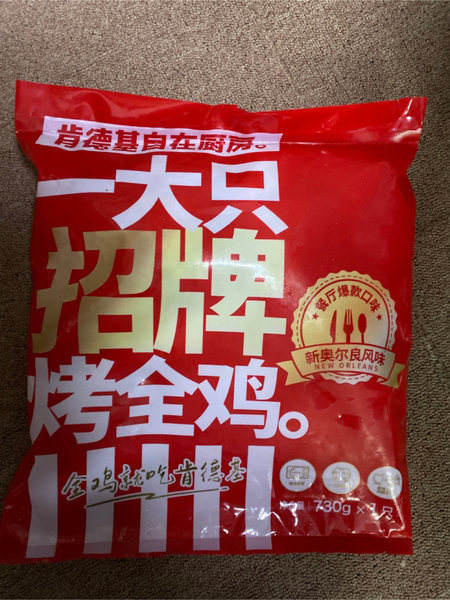 肯德基自在厨房。
一大只
招牌
烤全鸡。
餐厅爆款口味
新奥尔良风味
NEW ORLEANS
全鸡就吃肯德基
730g×1只